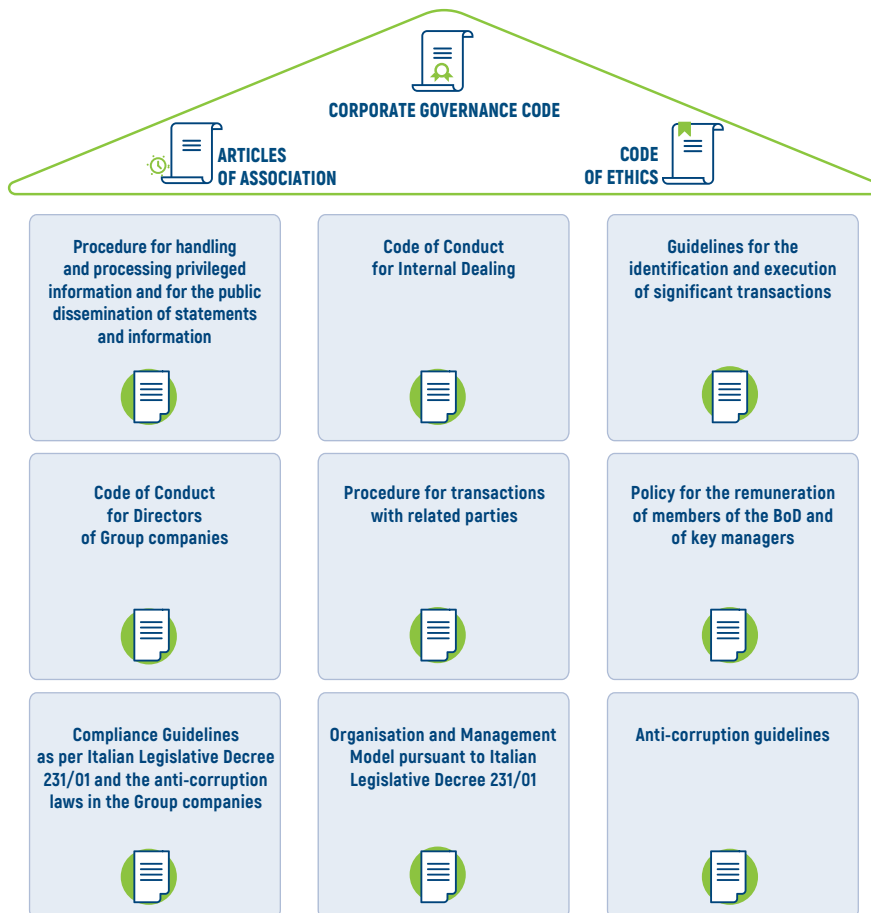 CORPORATE GOVERNANCE CODE
ARTICLES
OF ASSOCIATION
CODE
OF ETHICS
Procedure for handling
and processing privileged
information and for the public
dissemination of statements
and information
Code of Conduct
for Internal Dealing
Guidelines for the
identification and execution
of significant transactions
Code of Conduct
for Directors
of Group companies
Procedure for transactions
with related parties
Policy for the remuneration
of members of the BoD and
of key managers
Compliance Guidelines
as per Italian Legislative Decree
231/01 and the anti-corruption
laws in the Group companies
Organisation and Management
Model pursuant to Italian
Legislative Decree 231/01
Anti-corruption guidelines